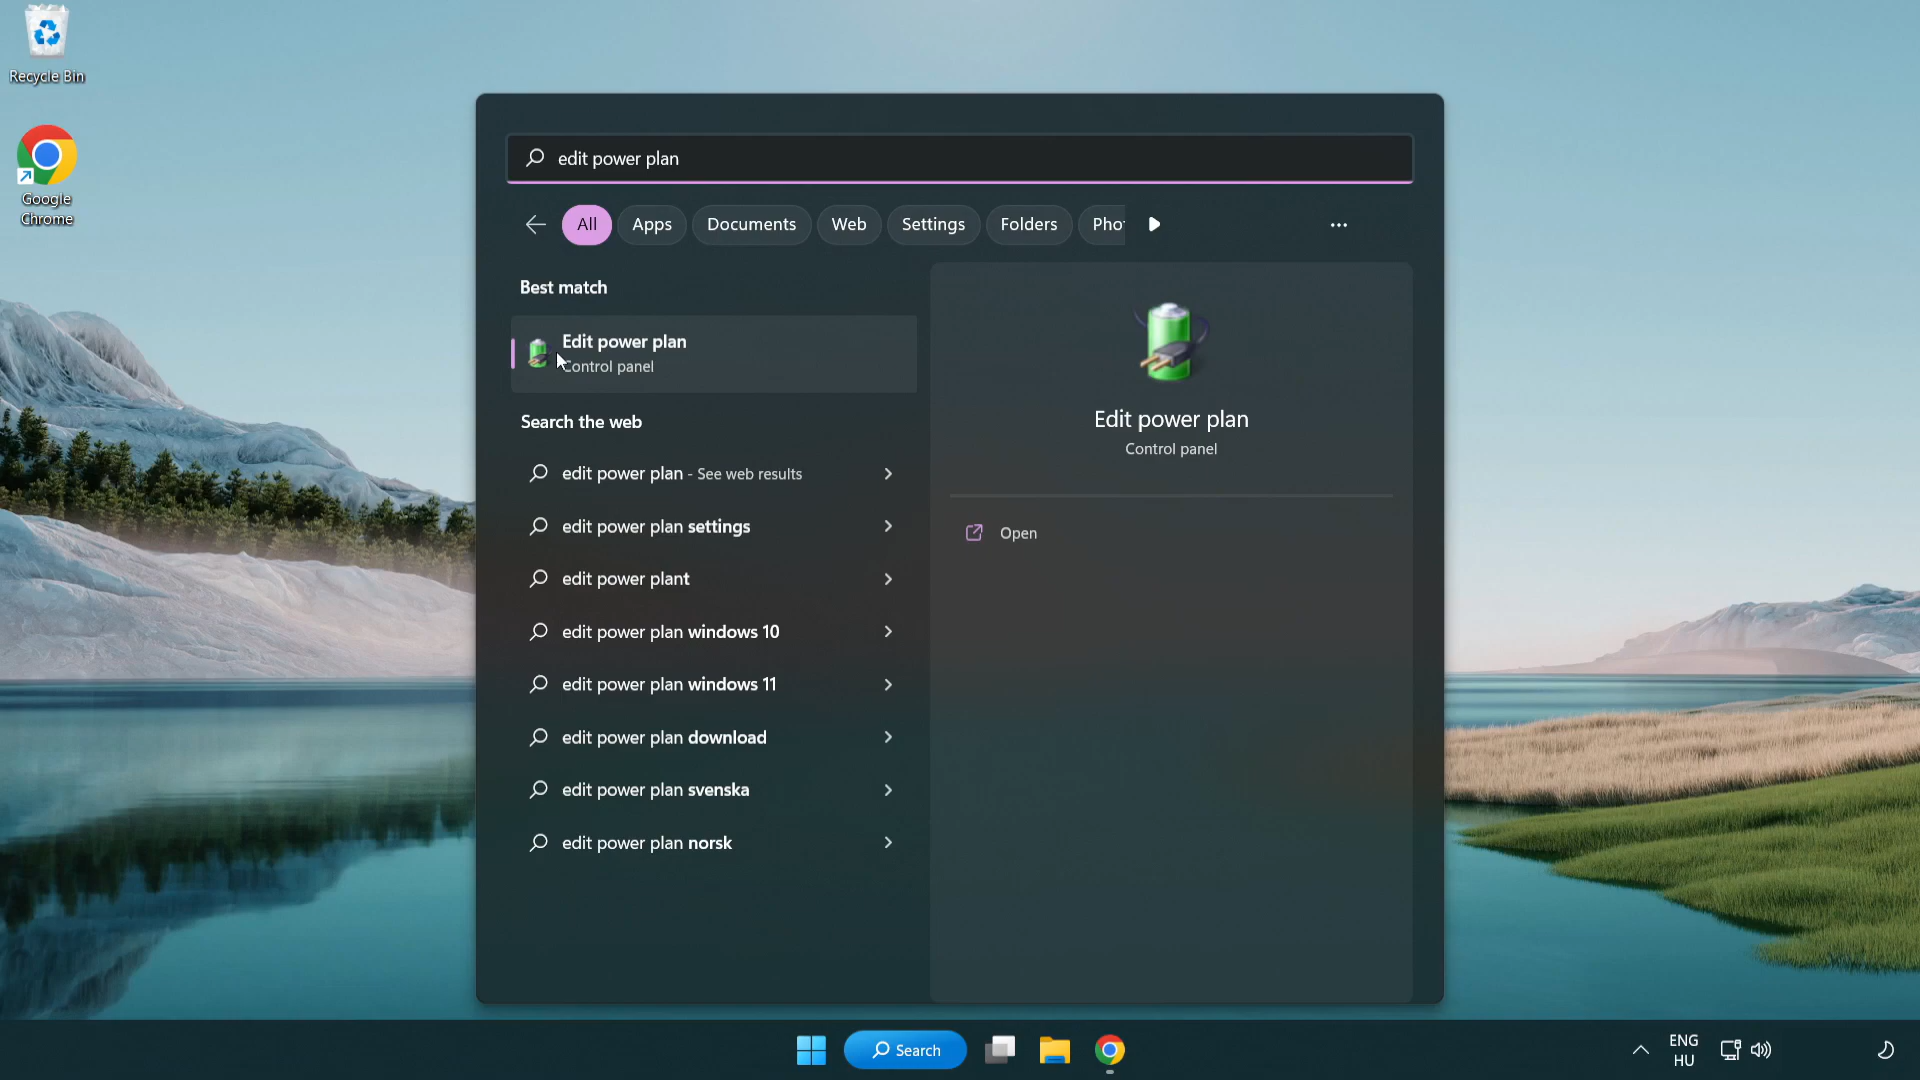 Recycle Bin
Google
Chrome
edit power plan
All
Apps
Documents
Web
Settings
Folders
Pho
Best match
Edit power plan
Control panel
Search the web
edit power plan - See web results
edit power plan settings
edit power plant
edit power plan windows 10
edit power plan windows 11
edit power plan download
edit power plan svenska
edit power plan norsk
Edit power plan
Control panel
Open
Search
ENG
HU